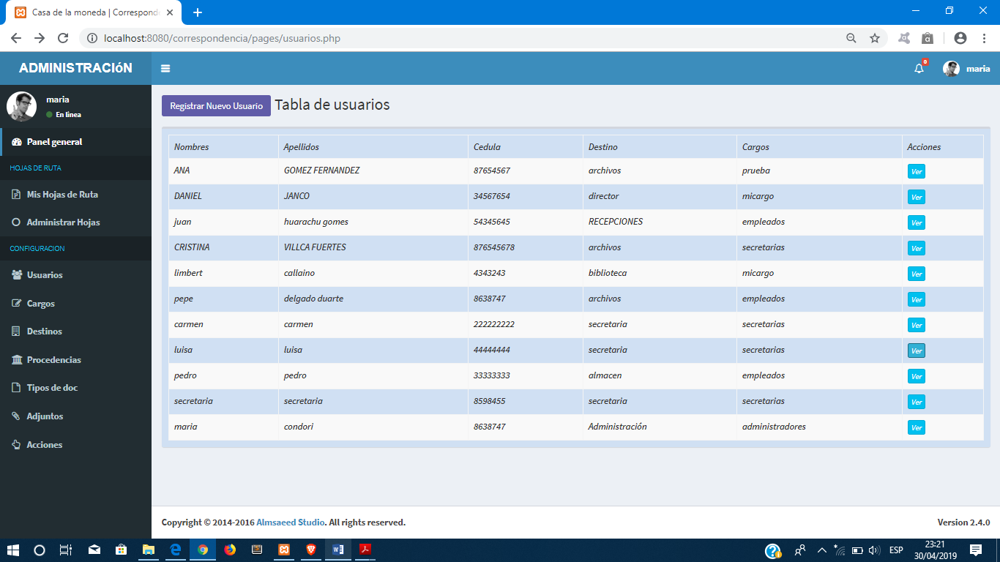 Casa de la moneda | Correspond
localhost:8080/correspondencia/pages/usuarios.php
ADMINISTRACIóN
0
maria
maria
En linea
Panel general
HOJAS DE RUTA
Mis Hojas de Ruta
Administrar Hojas
CONFIGURACION
Usuarios
Cargos
Destinos
Procedencias
Tipos de doc
Adjuntos
Acciones
Registrar Nuevo Usuario Tabla de usuarios
Nombres Apellidos Cedula Destino Cargos Acciones
ANA GOMEZ FERNANDEZ 87654567 archivos prueba Ver
DANIEL JANCO 34567654 director micargo Ver
juan huarachu gomes 54345645 RECEPCIONES empleados Ver
CRISTINA VILLCA FUERTES 876545678 archivos secretarias Ver
limbert callaino 4343243 biblioteca micargo Ver
pepe delgado duarte 8638747 archivos empleados Ver
carmen carmen 222222222 secretaria secretarias Ver
luisa luisa 44444444 secretaria secretarias Ver
pedro pedro 33333333 almacen empleados Ver
secretaria secretaria 8598455 secretaria secretarias Ver
maria condori 8638747 Administración administradores Ver
Copyright © 2014-2016 Almsaeed Studio. All rights reserved. Version 2.4.0
ESP
23:21
30/04/2019